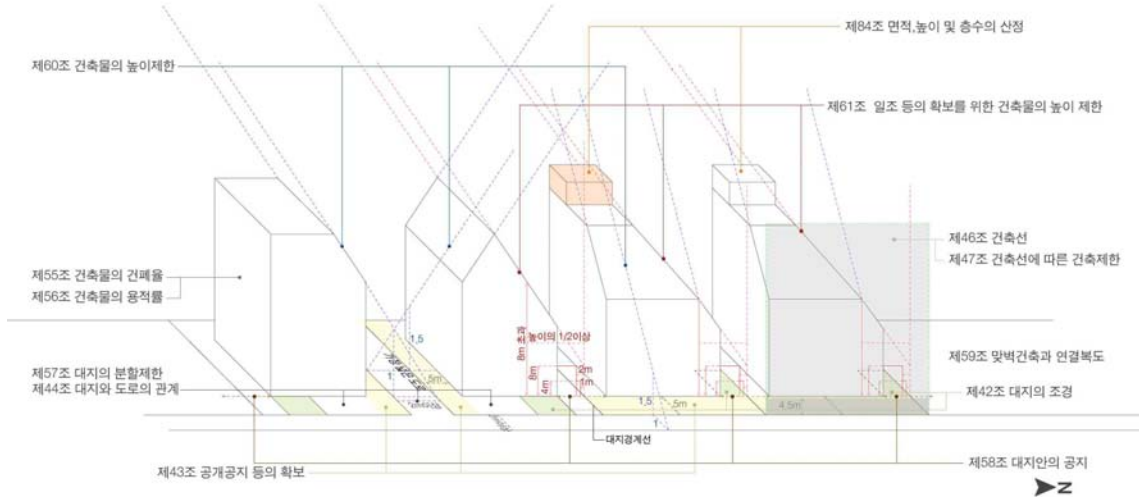 제84조 면적,높이 및 층수의 산정
제60조 건축물의 높이제한
제61조 일조 등의 확보를 위한 건축물의 높이 제한
제46조 건축선
제47조 건축선에 따른 건축제한
제55조 건축물의 건폐율
제56조 건축물의 용적률
1,5
8m 초과
높이의 1/2이상
제59조 맞벽건축과 연결복도
제57조 대지의 분할제한
제44조 대지와 도로의 관계
1
5m
8m
4m
2m
1m
제42조 대지의 조경
1,5
5m
4,5m
1
대지경계선
제43조 공개공지 등의 확보
제58조 대지안의 공지
N